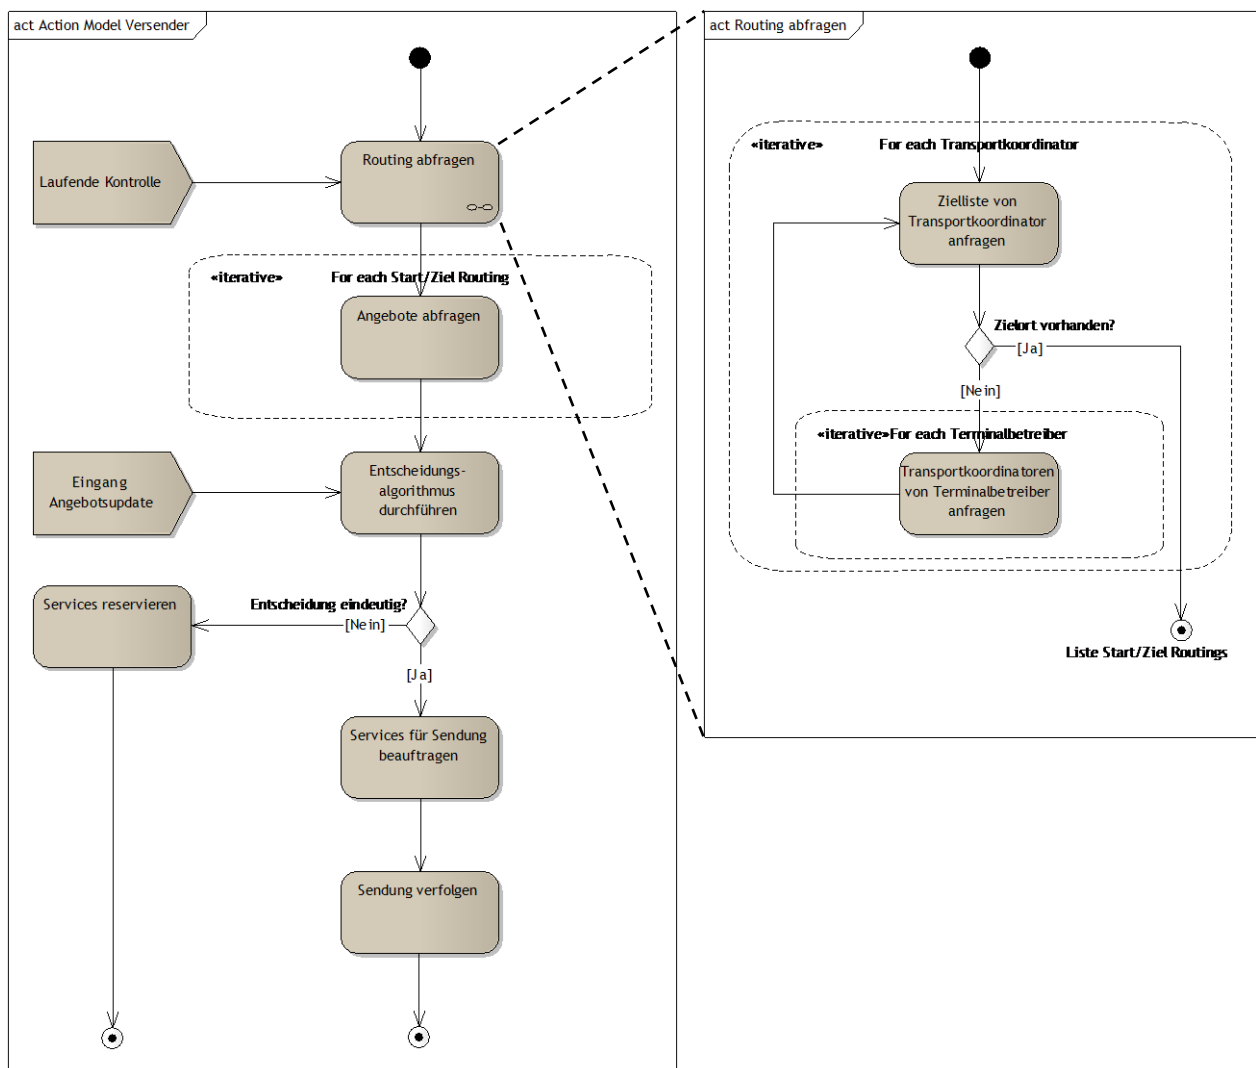 act Action Model Versender
Laufende Kontrolle
Routing abfragen
«iterative»
For each Start/Ziel Routing
Angebote abfragen
Eingang
Angebotsupdate
Entscheidungs-
algorithmus
durchführen
Entscheidung eindeutig?
[Nein]
[Ja]
Services reservieren
Services für Sendung
beauftragen
Sendung verfolgen
act Routing abfragen
«iterative»
For each Transportkoordinator
Zielliste von
Transportkoordinator
anfragen
Zielort vorhanden?
[Ja]
[Nein]
«iterative»
For each Terminalbetreiber
Transportkoordinatoren
von Terminalbetreiber
anfragen
Liste Start/Ziel Routings